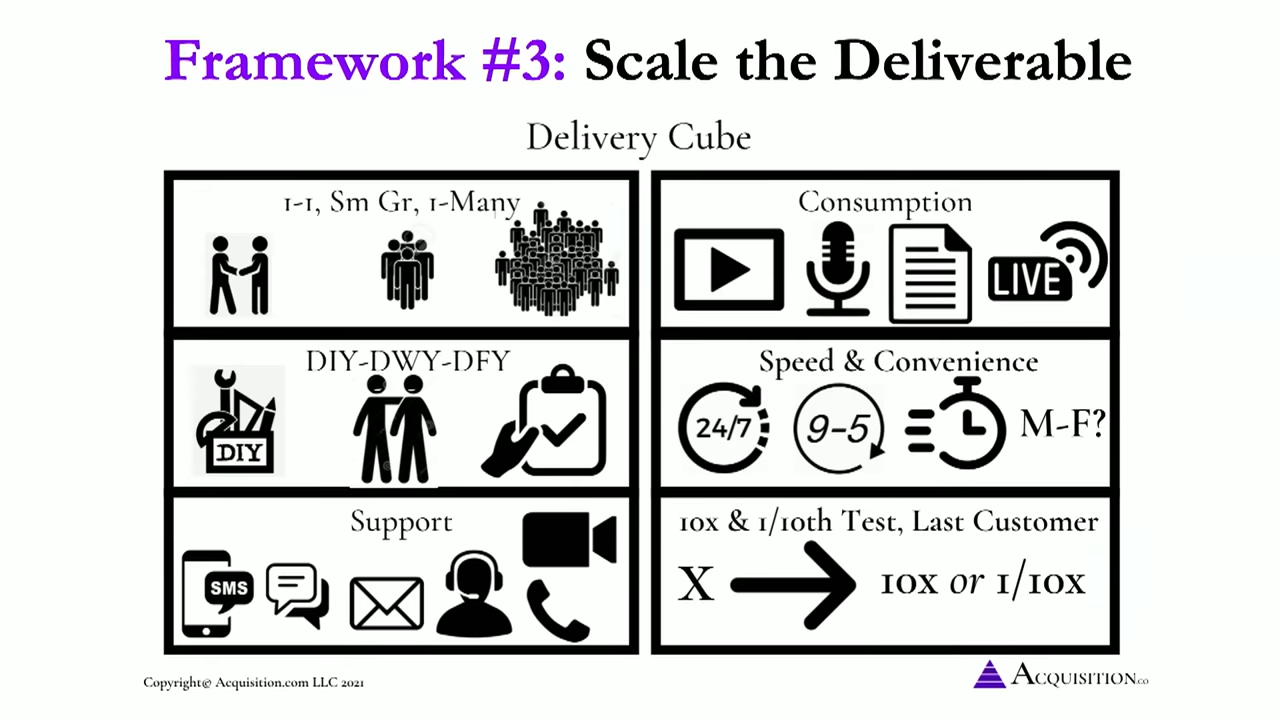 Framework #3: Scale the Deliverable
Delivery Cube
1-1, Sm Gr, 1-Many
Consumption
LIVE
DIY-DWY-DFY
DIY
Speed & Convenience
24/7
9-5
M-F?
Support
SMS
10x & 1/10th Test, Last Customer
X
10x or 1/10x
Copyright© Acquisition.com LLC 2021
ACQUISITION.CO